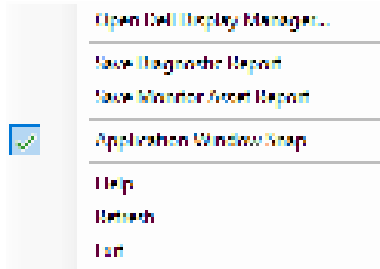 Open Dell Display Manager...
Save Diagnostic Report
Save Monitor Asset Report
Application Window Snap
Help
Refresh
Exit